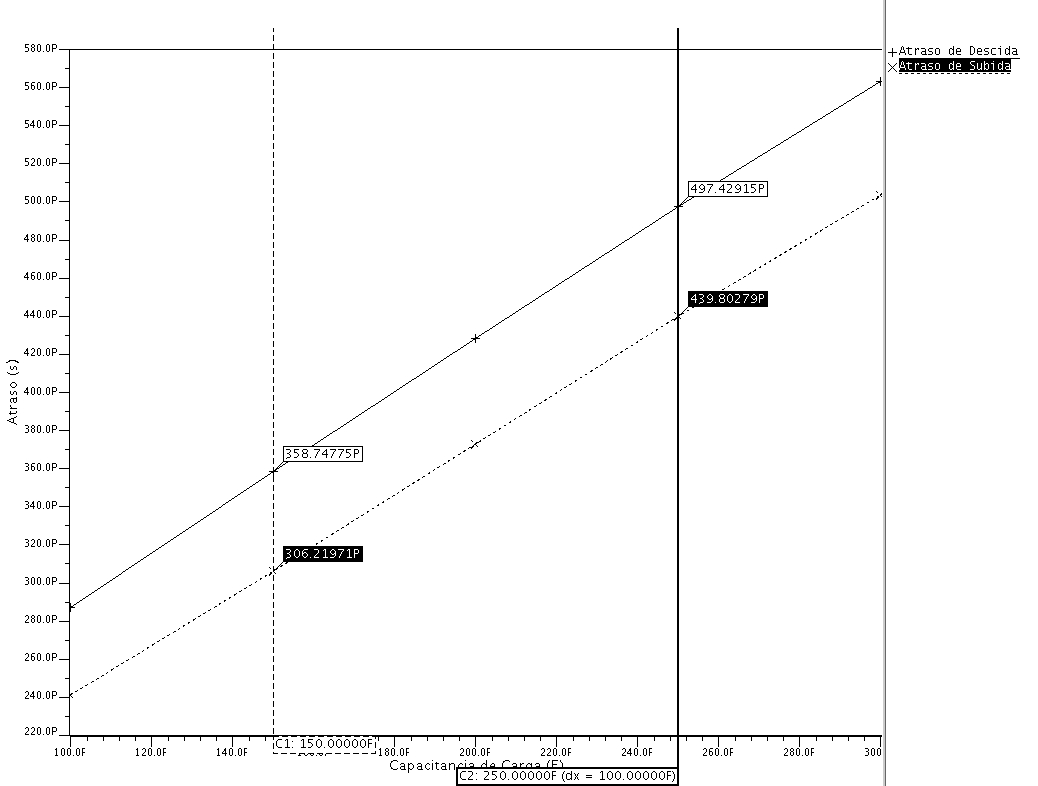 Atraso de Descida
Atraso de Subida
580.0P
560.0P
540.0P
520.0P
500.0P
480.0P
460.0P
440.0P
420.0P
400.0P
380.0P
360.0P
340.0P
320.0P
300.0P
280.0P
260.0P
240.0P
220.0P
Atraso (s)
497.42915P
439.80279P
358.74775P
306.21971P
100.0F 120.0F 140.0F 180.0F 200.0F 220.0F 240.0F 260.0F 280.0F 300
C1: 150.00000F
Capacitancia de Carga (F)
C2: 250.00000F (dx = 100.00000F)